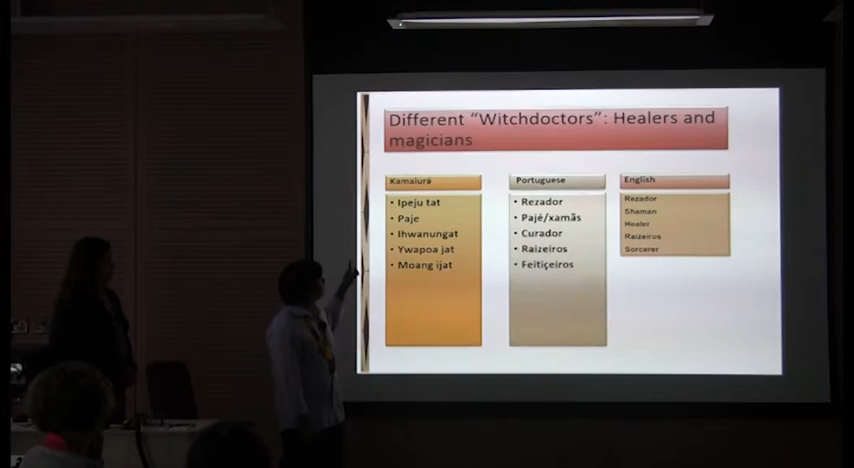 Different “Witchdoctors”: Healers and
magicians
Kamaiura
• Ipeju tat
• Paje
• Ihwanungat
• Ywapoa jat
• Moang ijat
Portuguese
• Rezador
• Pajé/xamãs
• Curador
• Raizeiros
• Feitiçeiros
English
Rezador
Shaman
Healer
Raizeiros
Sorcerer